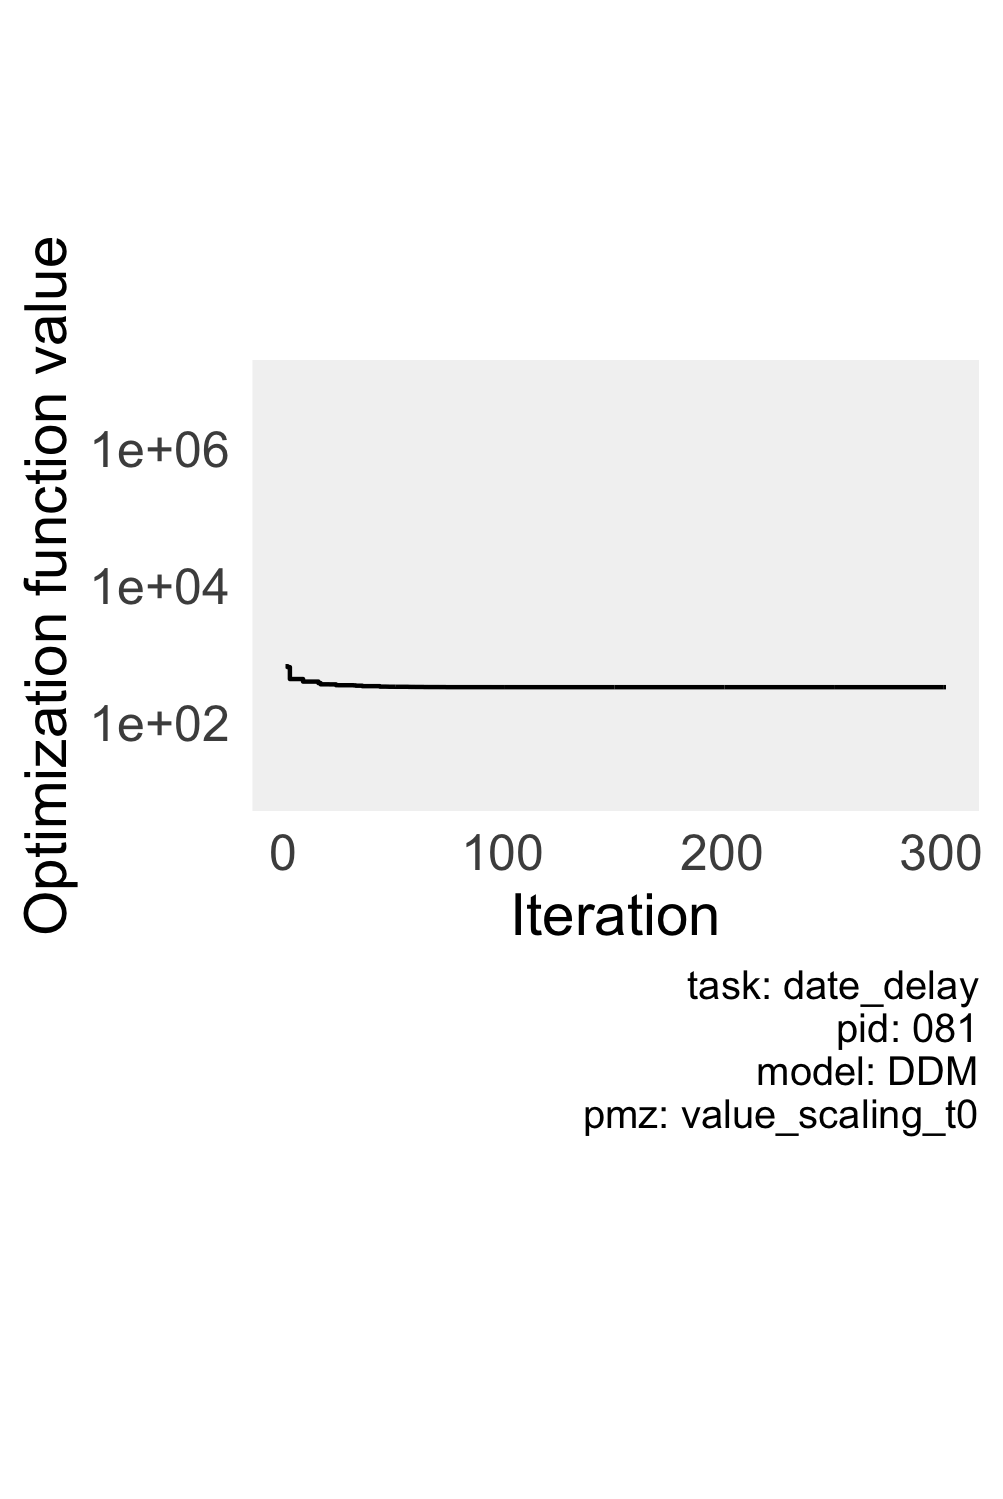 Optimization function value
1e+06
1e+04
1e+02
0 100 200 300
Iteration
task: date_delay
pid: 081
model: DDM
pmz: value_scaling_t0